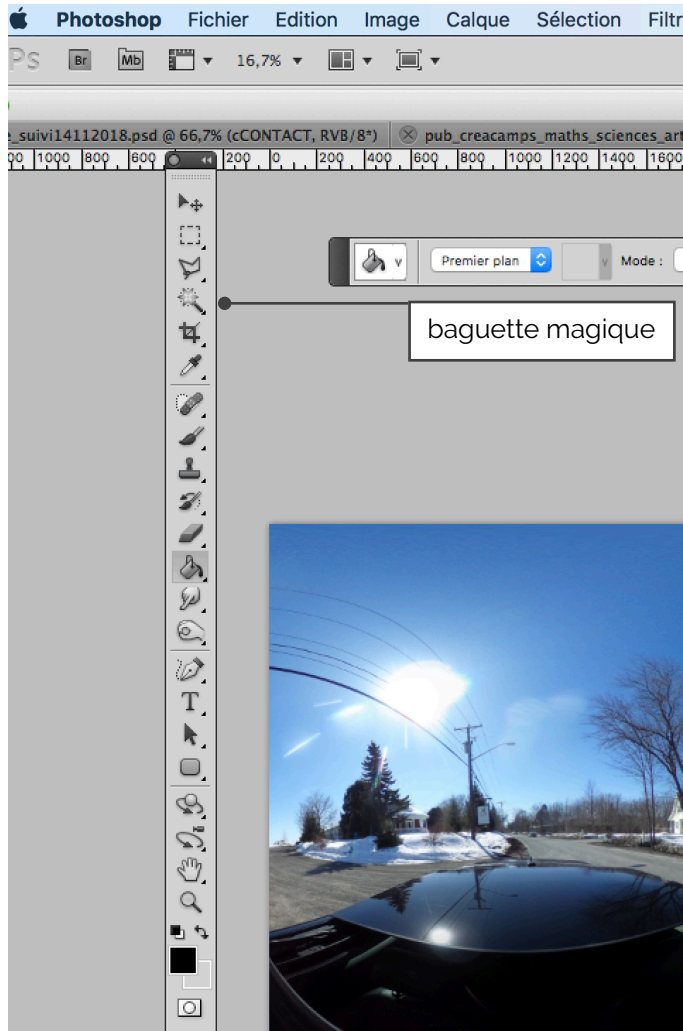 Photoshop Fichier Edition Image Calque Sélection Filtr
Ps Br Mb 16,7%
e_suivi14112018.psd @ 66,7% (cCONTACT, RVB/8*) pub_creacamps_maths_sciences_art
00 1000 800 600 200 0 200 400 600 800 1000 1200 1400 1600
Premier plan Mode :
baguette magique
T